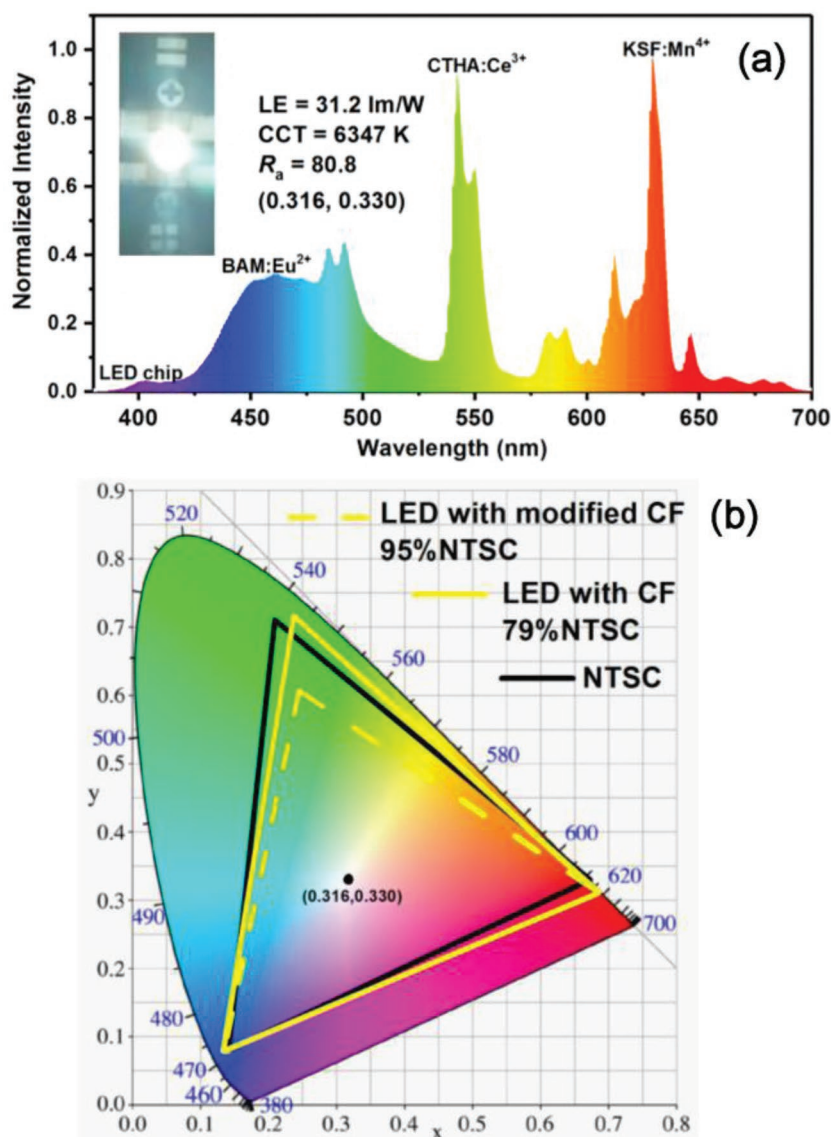 (a)
CTHA:Ce³⁺
KSF:Mn⁴⁺
LE = 31.2 lm/W
CCT = 6347 K
Rₐ = 80.8
(0.316, 0.330)
BAM:Eu²⁺
LED chip
Normalized Intensity
1.0
0.8
0.6
0.4
0.2
0.0
400 450 500 550 600 650 700
Wavelength (nm)
(b)
LED with modified CF
95%NTSC
LED with CF
79%NTSC
NTSC
0.9
0.8
0.7
0.6
0.5
0.4
0.3
0.2
0.1
0.0
y
520
540
560
500
580
600
620
490
700
480
470
460
380
(0.316,0.330)
0.0 0.1 0.2 0.3 0.4 0.5 0.6 0.7 0.8
x